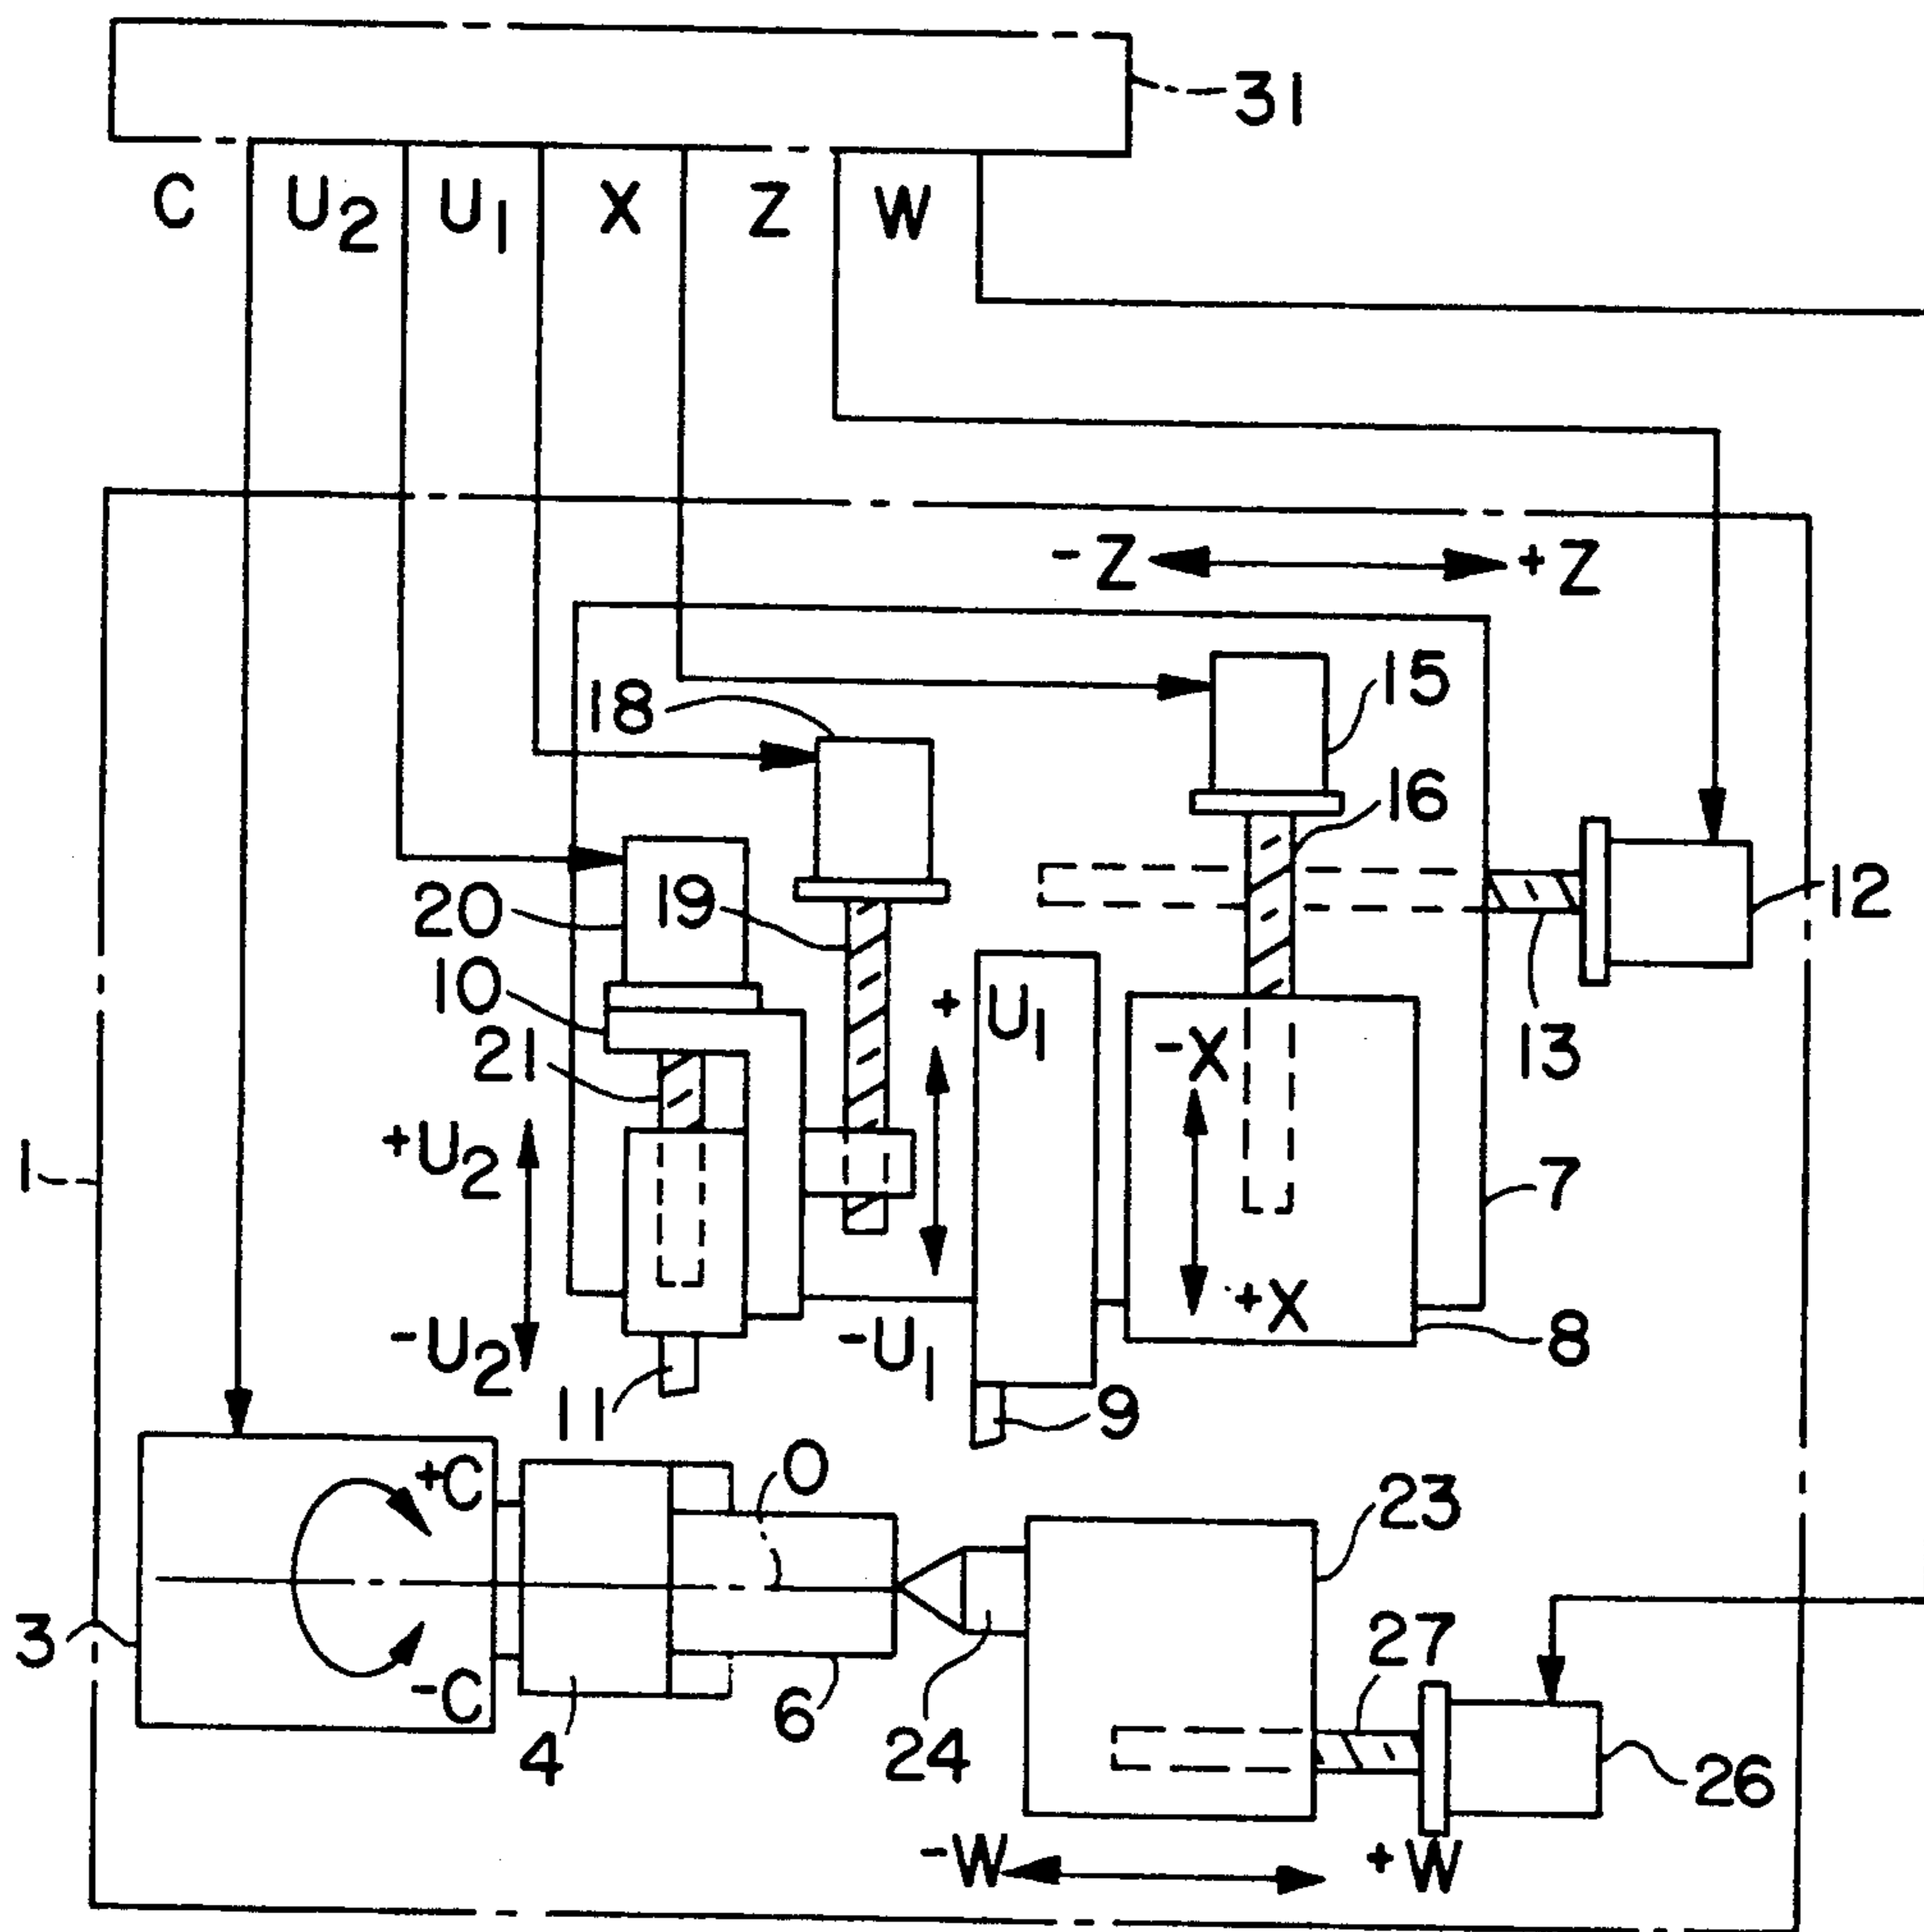 31
C U2 U1 X Z W
-Z +Z
18 15
16
20 19 12
10 + U1
21 -X 13
+U2
1 7
-U2 -U1 +X 8
11 9
+C O 23
3 27
-C 6
4 24 26
-W +W